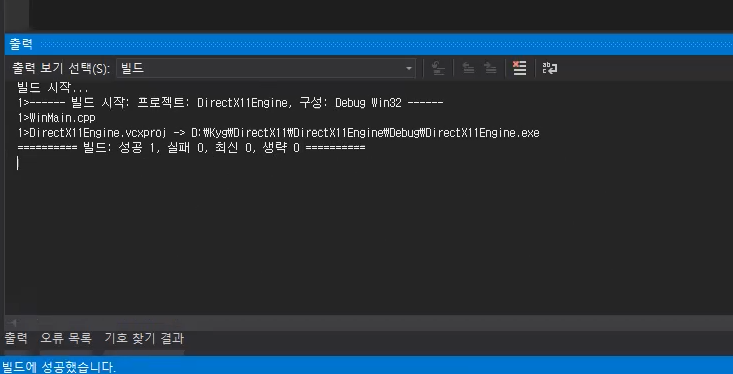 출력
출력 보기 선택(S): 빌드
빌드 시작...
1>------ 빌드 시작: 프로젝트: DirectX11Engine, 구성: Debug Win32 ------
1>WinMain.cpp
1>DirectX11Engine.vcxproj -> D:\Kyg\DirectX11\DirectX11Engine\Debug\DirectX11Engine.exe
========== 빌드: 성공 1, 실패 0, 최신 0, 생략 0 ==========
출력 오류 목록 기호 찾기 결과
빌드에 성공했습니다.